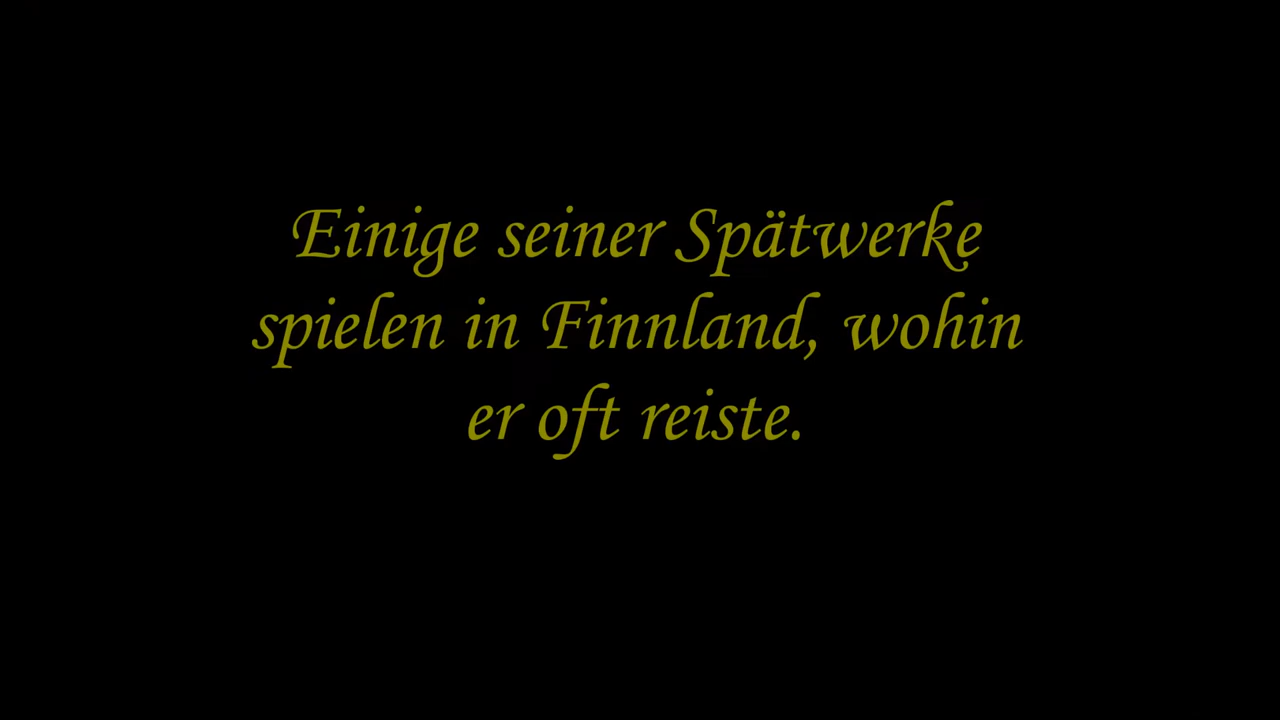 Einige seiner Spätwerke
spielen in Finnland, wohin
er oft reiste.